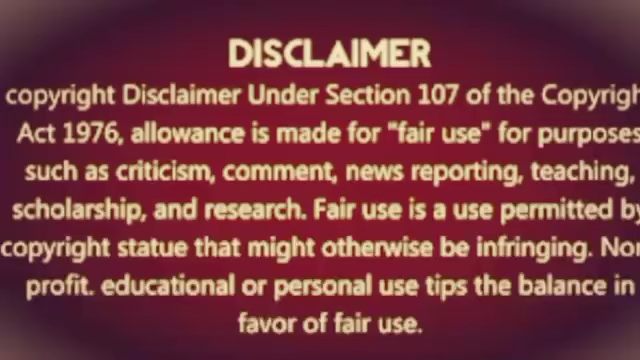 DISCLAIMER
copyright Disclaimer Under Section 107 of the Copyrigh
Act 1976, allowance is made for "fair use" for purposes
such as criticism, comment, news reporting, teaching,
scholarship, and research. Fair use is a use permitted by
copyright statue that might otherwise be infringing. Non
profit. educational or personal use tips the balance in
favor of fair use.